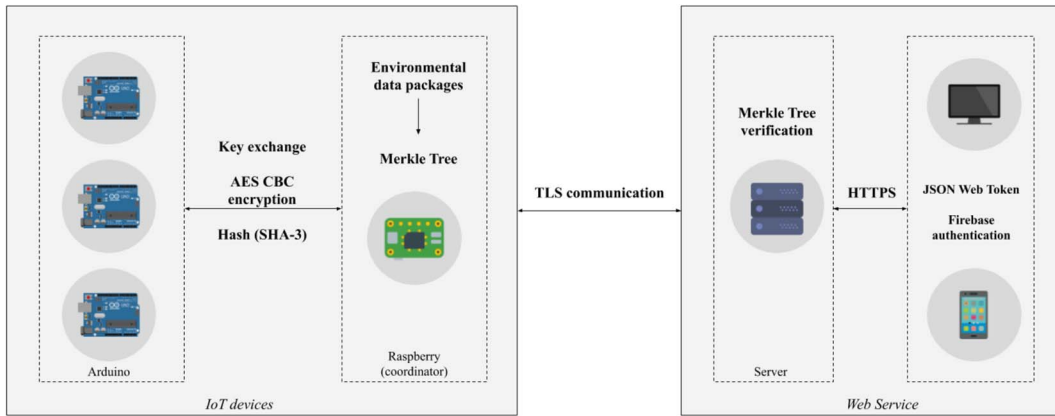 Key exchange
AES CBC
encryption
Hash (SHA-3)
Arduino
Environmental
data packages
Merkle Tree
Raspberry
(coordinator)
IoT devices
TLS communication
Merkle Tree
verification
Server
HTTPS
JSON Web Token
Firebase
authentication
Web Service